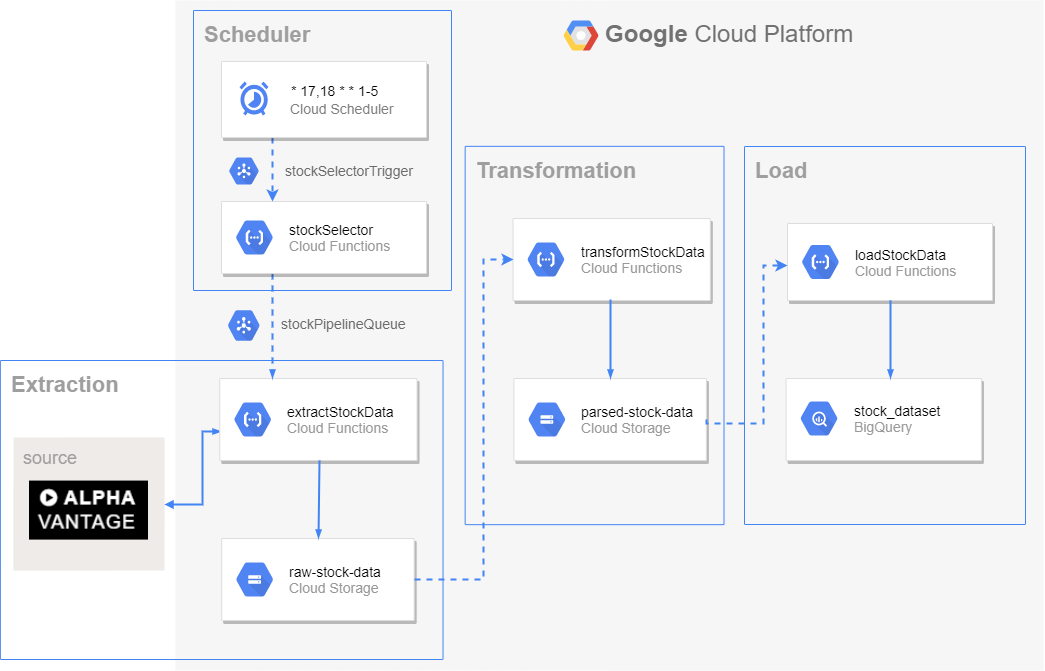 Google Cloud Platform
Scheduler
* 17,18 * * 1-5
Cloud Scheduler
stockSelectorTrigger
stockSelector
Cloud Functions
stockPipelineQueue
Extraction
source
ALPHA
VANTAGE
extractStockData
Cloud Functions
raw-stock-data
Cloud Storage
Transformation
transformStockData
Cloud Functions
parsed-stock-data
Cloud Storage
Load
loadStockData
Cloud Functions
stock_dataset
BigQuery